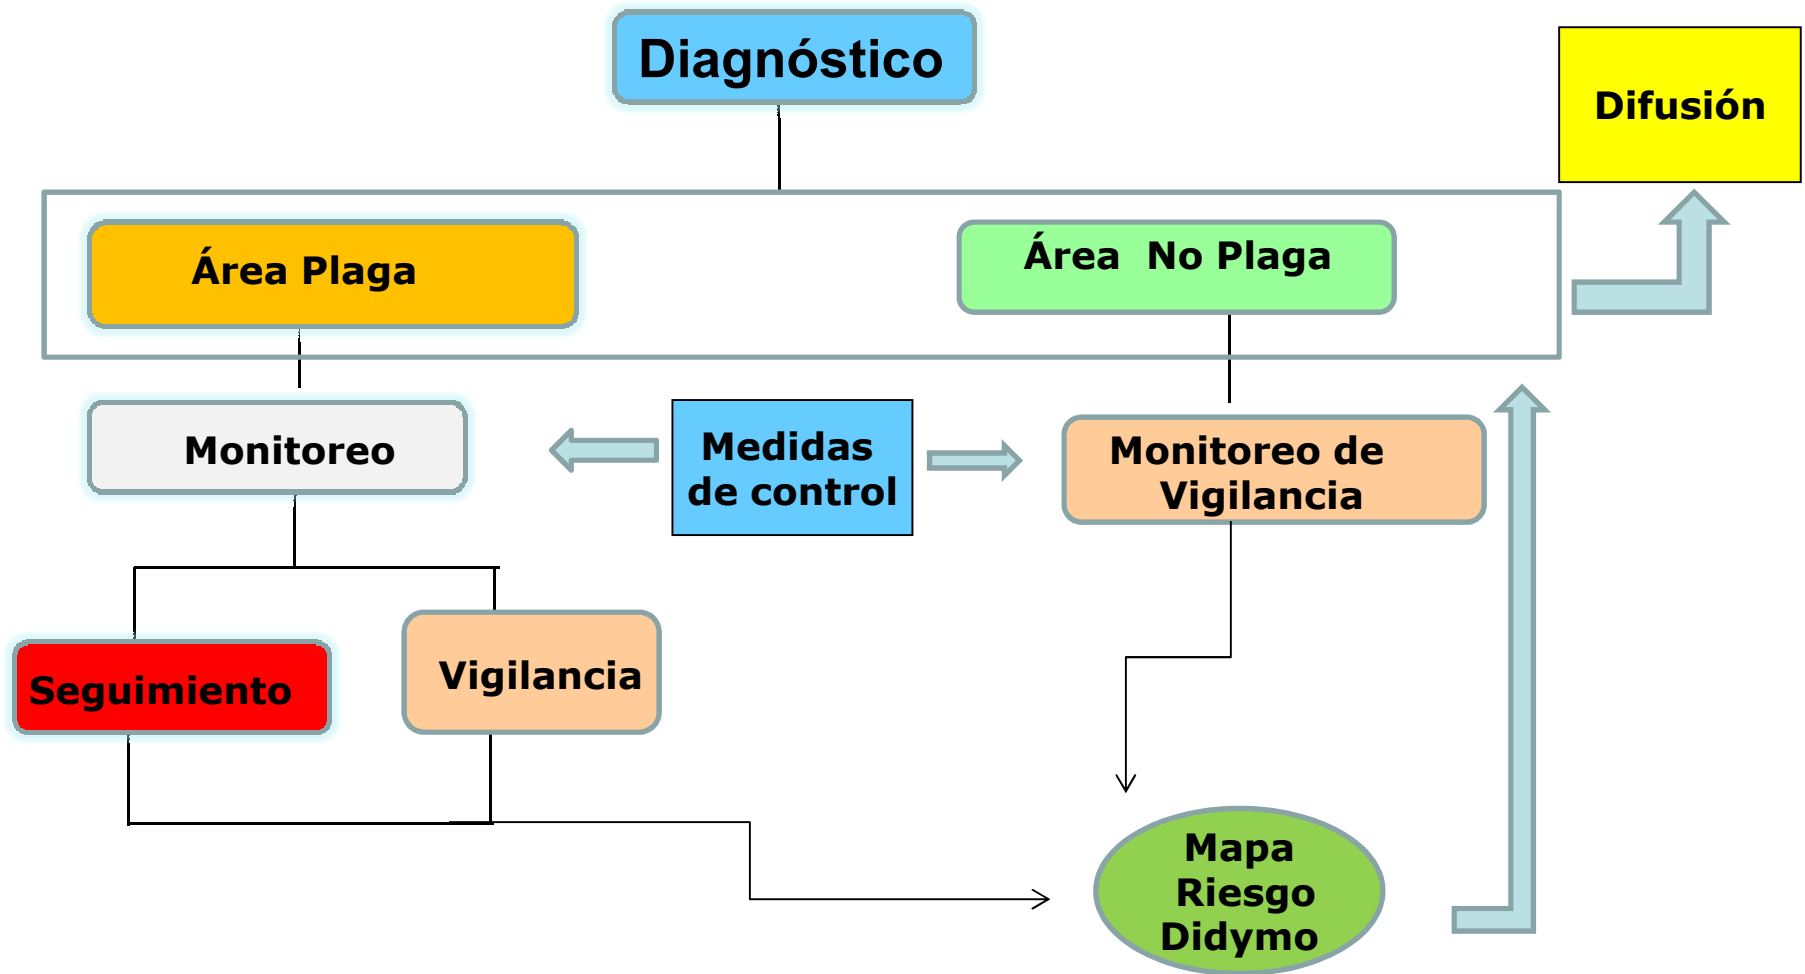 Diagnóstico
Difusión
Área Plaga
Área No Plaga
Monitoreo
Medidas
de control
Monitoreo de
Vigilancia
Seguimiento
Vigilancia
Mapa
Riesgo
Didymo